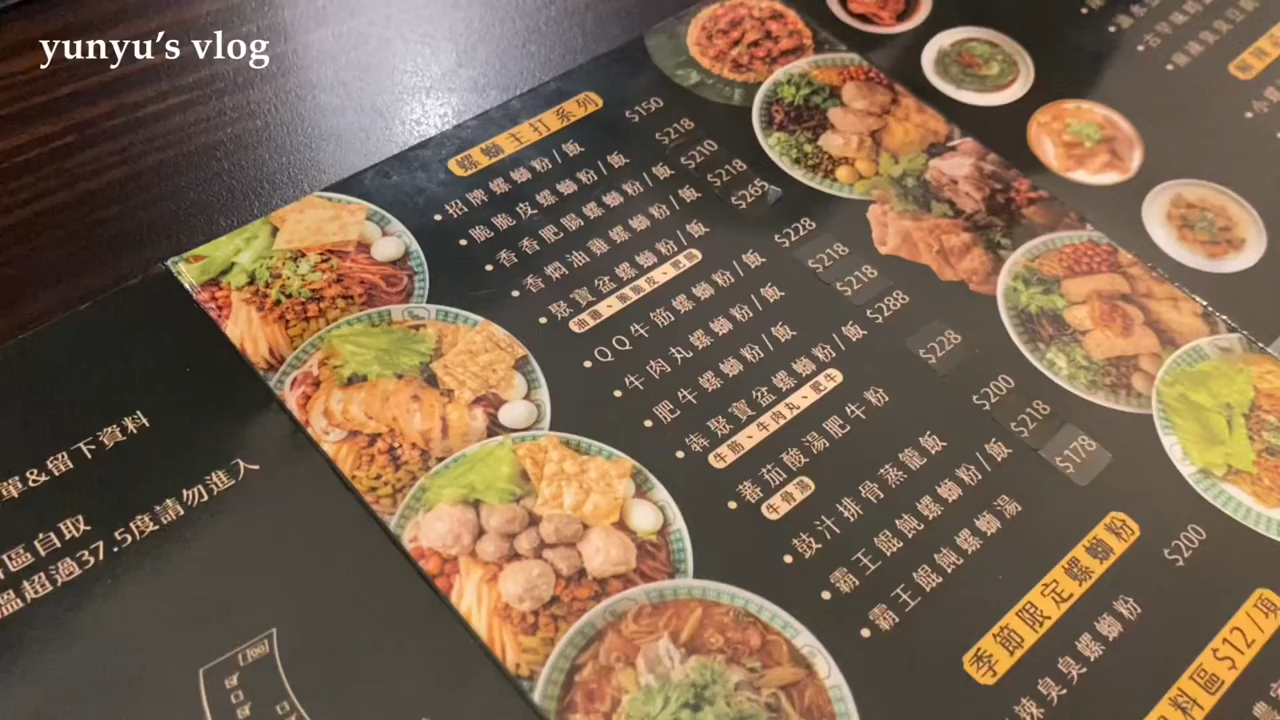 yunyu's vlog
單&留下資料
區自取
溫超過37.5度請勿進入
螺螄主打系列
招牌螺螄粉/飯 $150
脆脆皮螺螄粉/飯 $218
香香肥腸螺螄粉/飯 $210
香焖油雞螺螄粉/飯 $218
聚寶盆螺螄粉/飯 $265
油雞、脆脆皮、肥腸
QQ牛筋螺螄粉/飯 $228
牛肉丸螺螄粉/飯 $218
肥牛螺螄粉/飯 $218
犇聚寶盆螺螄粉/飯 $288
牛筋、牛肉丸、肥牛
蕃茄酸湯肥牛粉 $228
牛骨湯
豉汁排骨蒸籠飯 $200
霸王餛飩螺螄粉/飯 $218
霸王餛飩螺螄湯 $178
季節限定螺螄粉
辣臭臭螺螄粉 $200
料區$12/項